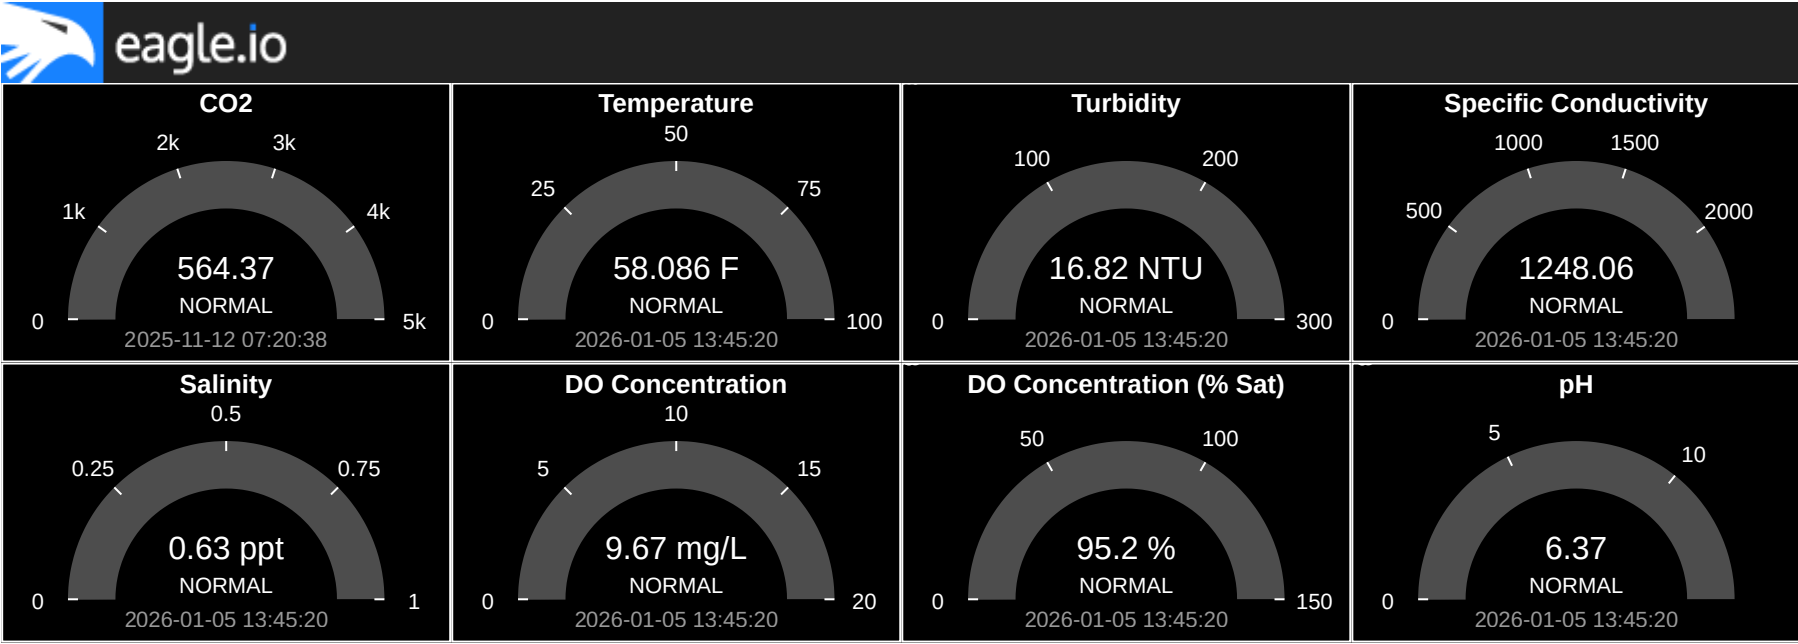 eagle.io
CO2
2k
3k
1k
4k
564.37
NORMAL
0
5k
2025-11-12 07:20:38
Temperature
50
25
75
58.086 F
NORMAL
0
100
2026-01-05 13:45:20
Turbidity
100
200
16.82 NTU
NORMAL
0
300
2026-01-05 13:45:20
Specific Conductivity
1000
1500
500
2000
1248.06
NORMAL
0
2026-01-05 13:45:20
Salinity
0.5
0.25
0.75
0.63 ppt
NORMAL
0
1
2026-01-05 13:45:20
DO Concentration
10
5
15
9.67 mg/L
NORMAL
0
20
2026-01-05 13:45:20
DO Concentration (% Sat)
50
100
95.2 %
NORMAL
0
150
2026-01-05 13:45:20
pH
5
10
6.37
NORMAL
0
2026-01-05 13:45:20